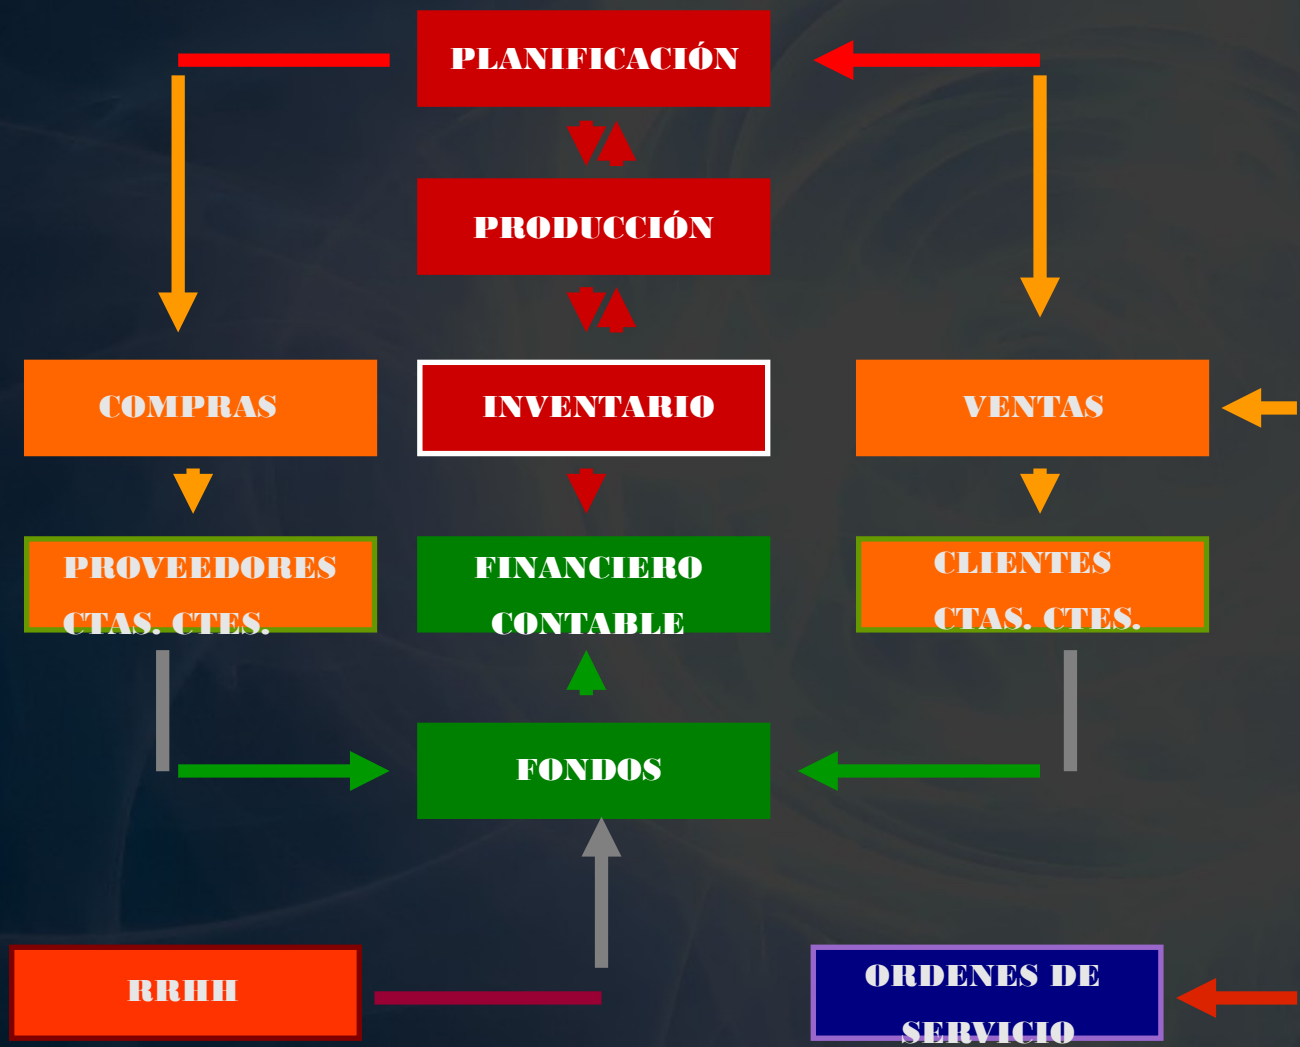 PLANIFICACIÓN
PRODUCCIÓN
COMPRAS
INVENTARIO
VENTAS
PROVEEDORES
CTAS. CTES.
FINANCIERO
CONTABLE
CLIENTES
CTAS. CTES.
FONDOS
RRHH
ORDENES DE
SERVICIO